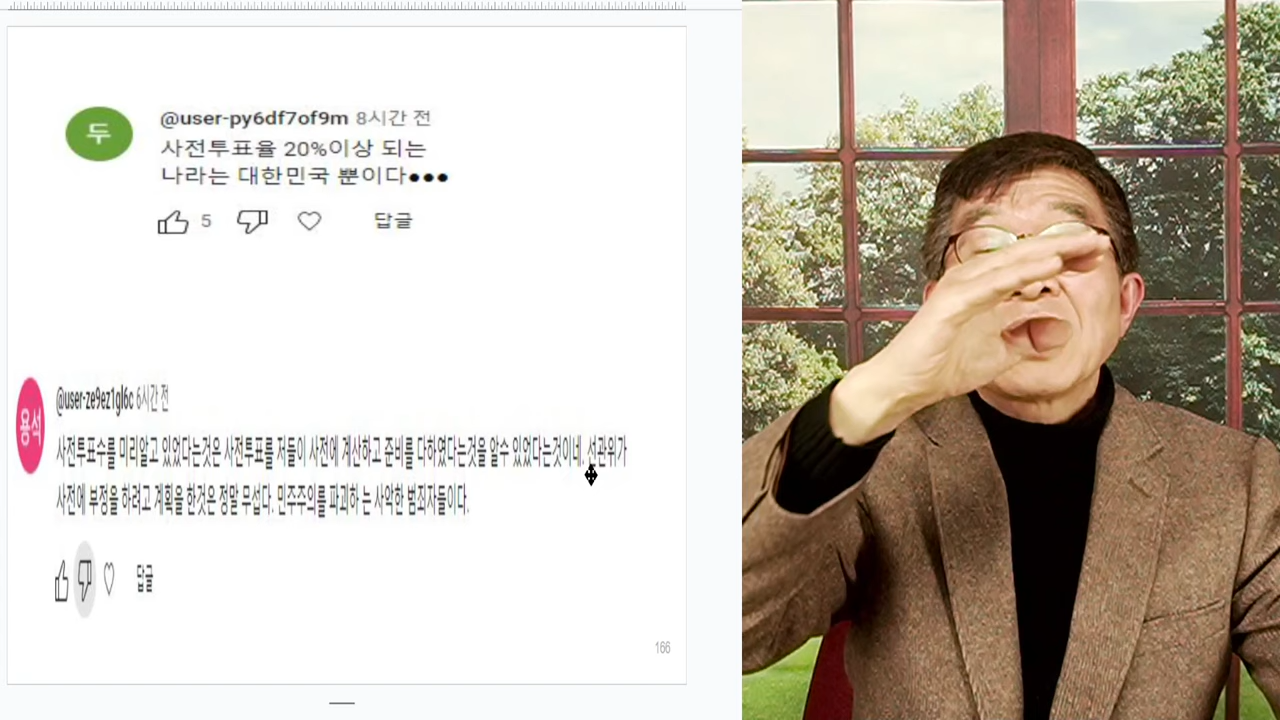 두
@user-py6df7of9m 8시간 전
사전투표율 20%이상 되는
나라는 대한민국 뿐이다●●●
5
답글
용석
@user-ze9ez1gl6c 6시간 전
사전투표수를 미리알고 있었다는것은 사전투표를 저들이 사전에 계산하고 준비를 다하였다는것을 알수 있었다는것이네. 선관위가
사전에 부정을 하려고 계획을 한것은 정말 무섭다. 민주주의를 파괴하 는 사악한 범죄자들이다.
답글
166